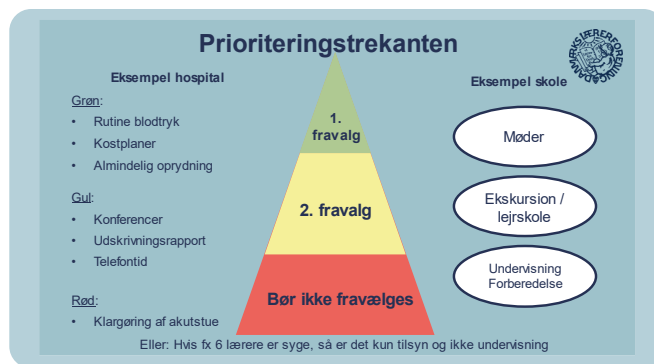 Prioriteringstrekanten
DANMARKS LÆRERFORENING
Eksempel hospital
Grøn:
• Rutine blodtryk
• Kostplaner
• Almindelig oprydning
Gul:
• Konferencer
• Udskrivningsrapport
• Telefontid
Rød:
• Klargøring af akutstue
1.
fravalg
2. fravalg
Bør ikke fravælges
Eksempel skole
Møder
Ekskursion /
lejrskole
Undervisning
Forberedelse
Eller: Hvis fx 6 lærere er syge, så er det kun tilsyn og ikke undervisning